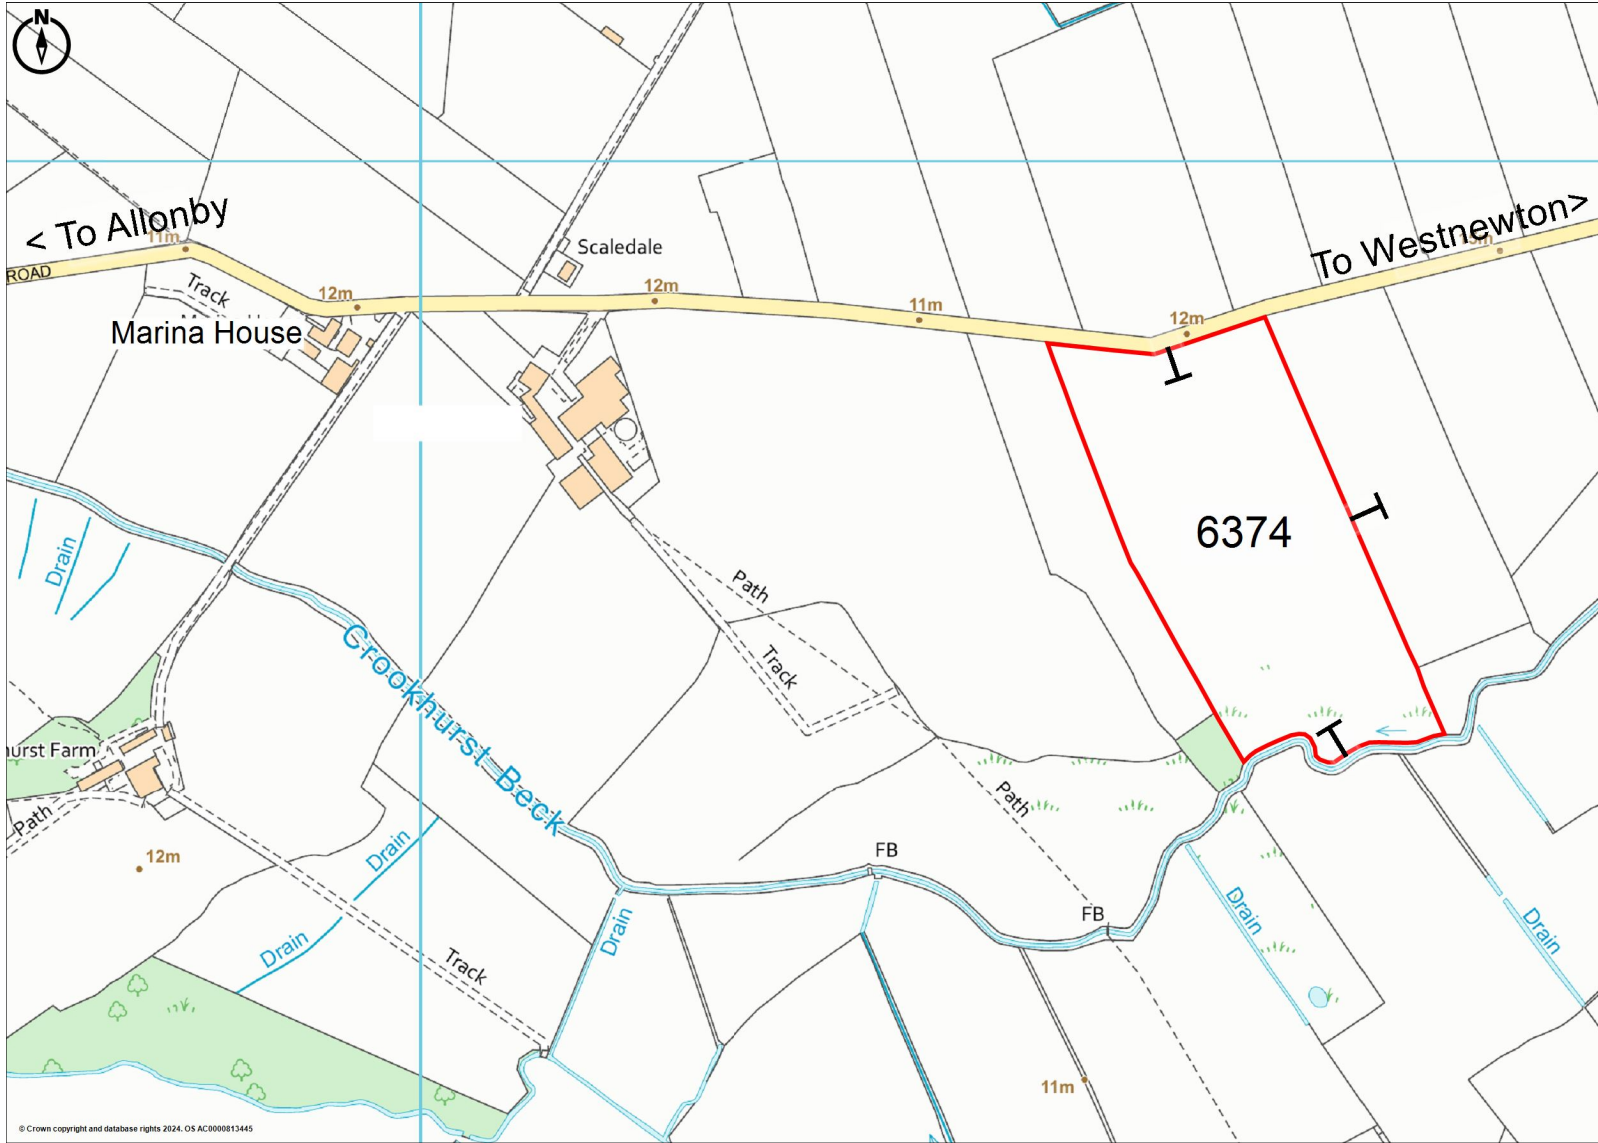 N
< To Allonby
11m
ROAD
Track
Marina House
12m
Scaledale
12m
11m
12m
To Westnewton>
6374
Drain
Path
Track
Crookhurst Beck
hurst Farm
Path
12m
Drain
Drain
Track
Drain
FB
Path
FB
Drain
Drain
11m
© Crown copyright and database rights 2024. OS AC0000813445